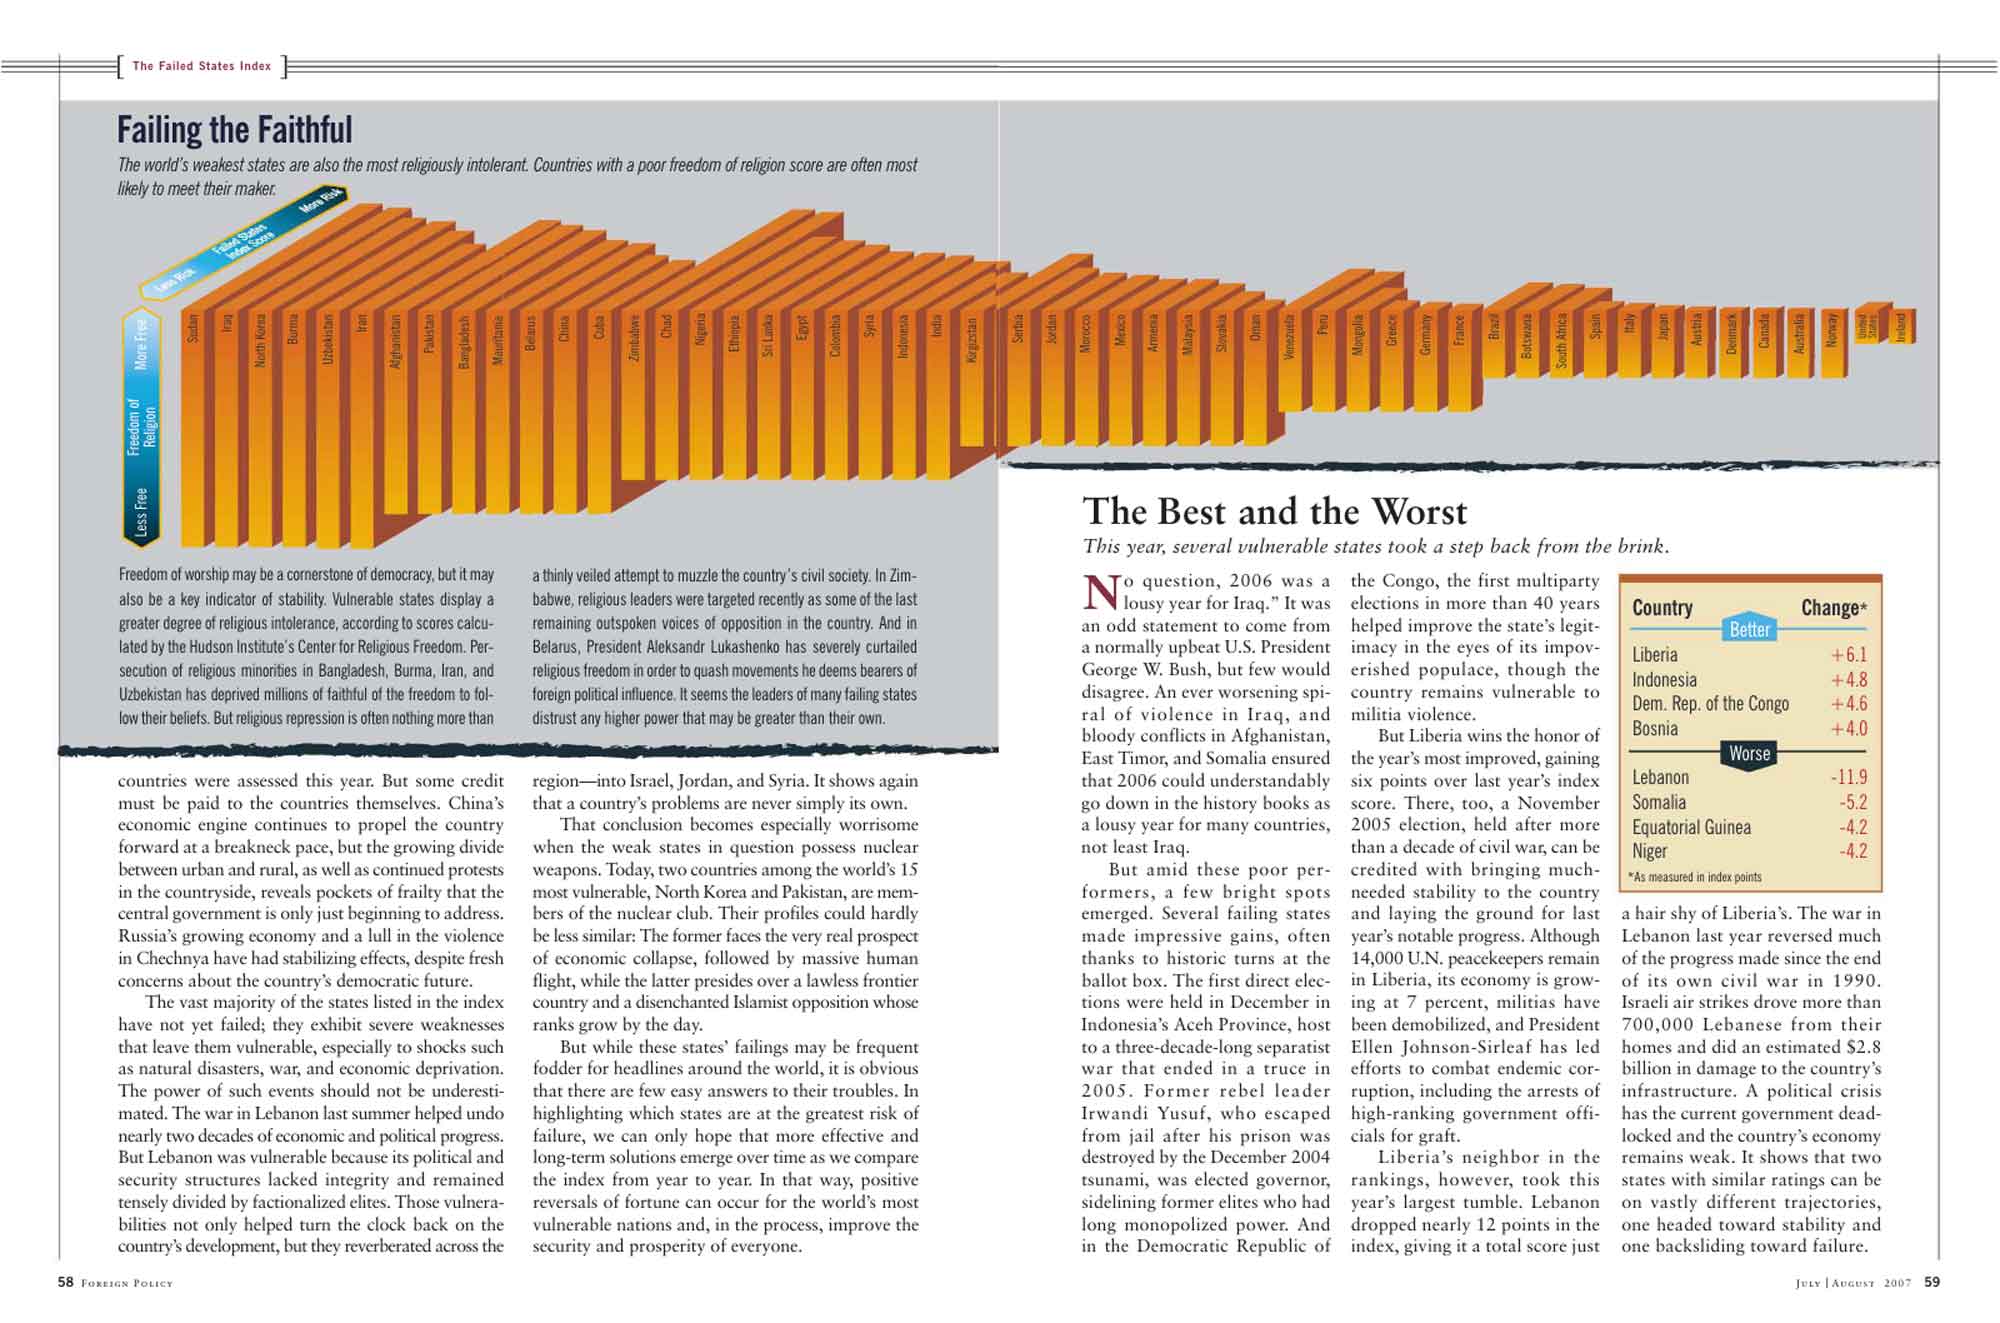 The Failed States Index
Failing the Faithful
The world's weakest states are also the most religiously intolerant. Countries with a poor freedom of religion score are often most
likely to meet their maker.
More Risk
Failed States
Index Score
Less Risk
More Free
Freedom of
Religion
Less Free
Sudan
Iraq
North Korea
Burma
Uzbekistan
Iran
Afghanistan
Pakistan
Bangladesh
Mauritania
Belarus
China
Cuba
Zimbabwe
Chad
Nigeria
Ethiopia
Sri Lanka
Egypt
Colombia
Syria
Indonesia
India
Kyrgyzstan
Serbia
Jordan
Morocco
Mexico
Armenia
Malaysia
Slovakia
Oman
Venezuela
Peru
Mongolia
Greece
Germany
France
Brazil
Botswana
South Africa
Spain
Italy
Japan
Austria
Denmark
Canada
Australia
Norway
United
States
Ireland
Freedom of worship may be a cornerstone of democracy, but it may
also be a key indicator of stability. Vulnerable states display a
greater degree of religious intolerance, according to scores calcu-
lated by the Hudson Institute's Center for Religious Freedom. Per-
secution of religious minorities in Bangladesh, Burma, Iran, and
Uzbekistan has deprived millions of faithful of the freedom to fol-
low their beliefs. But religious repression is often nothing more than
a thinly veiled attempt to muzzle the country's civil society. In Zim-
babwe, religious leaders were targeted recently as some of the last
remaining outspoken voices of opposition in the country. And in
Belarus, President Aleksandr Lukashenko has severely curtailed
religious freedom in order to quash movements he deems bearers of
foreign political influence. It seems the leaders of many failing states
distrust any higher power that may be greater than their own.
countries were assessed this year. But some credit
must be paid to the countries themselves. China's
economic engine continues to propel the country
forward at a breakneck pace, but the growing divide
between urban and rural, as well as continued protests
in the countryside, reveals pockets of frailty that the
central government is only just beginning to address.
Russia's growing economy and a lull in the violence
in Chechnya have had stabilizing effects, despite fresh
concerns about the country's democratic future.
The vast majority of the states listed in the index
have not yet failed; they exhibit severe weaknesses
that leave them vulnerable, especially to shocks such
as natural disasters, war, and economic deprivation.
The power of such events should not be underesti-
mated. The war in Lebanon last summer helped undo
nearly two decades of economic and political progress.
But Lebanon was vulnerable because its political and
security structures lacked integrity and remained
tensely divided by factionalized elites. Those vulnera-
bilities not only helped turn the clock back on the
country's development, but they reverberated across the
region—into Israel, Jordan, and Syria. It shows again
that a country's problems are never simply its own.
That conclusion becomes especially worrisome
when the weak states in question possess nuclear
weapons. Today, two countries among the world's 15
most vulnerable, North Korea and Pakistan, are mem-
bers of the nuclear club. Their profiles could hardly
be less similar: The former faces the very real prospect
of economic collapse, followed by massive human
flight, while the latter presides over a lawless frontier
country and a disenchanted Islamist opposition whose
ranks grow by the day.
But while these states' failings may be frequent
fodder for headlines around the world, it is obvious
that there are few easy answers to their troubles. In
highlighting which states are at the greatest risk of
failure, we can only hope that more effective and
long-term solutions emerge over time as we compare
the index from year to year. In that way, positive
reversals of fortune can occur for the world's most
vulnerable nations and, in the process, improve the
security and prosperity of everyone.
58 FOREIGN POLICY
The Best and the Worst
This year, several vulnerable states took a step back from the brink.
No question, 2006 was a
lousy year for Iraq." It was
an odd statement to come from
a normally upbeat U.S. President
George W. Bush, but few would
disagree. An ever worsening spi-
ral of violence in Iraq, and
bloody conflicts in Afghanistan,
East Timor, and Somalia ensured
that 2006 could understandably
go down in the history books as
a lousy year for many countries,
not least Iraq.
But amid these poor per-
formers, a few bright spots
emerged. Several failing states
made impressive gains, often
thanks to historic turns at the
ballot box. The first direct elec-
tions were held in December in
Indonesia's Aceh Province, host
to a three-decade-long separatist
war that ended in a truce in
2005. Former rebel leader
Irwandi Yusuf, who escaped
from jail after his prison was
destroyed by the December 2004
tsunami, was elected governor,
sidelining former elites who had
long monopolized power. And
in the Democratic Republic of
the Congo, the first multiparty
elections in more than 40 years
helped improve the state's legit-
imacy in the eyes of its impov-
erished populace, though the
country remains vulnerable to
militia violence.
But Liberia wins the honor of
the year's most improved, gaining
six points over last year's index
score. There, too, a November
2005 election, held after more
than a decade of civil war, can be
credited with bringing much-
needed stability to the country
and laying the ground for last
year's notable progress. Although
14,000 U.N. peacekeepers remain
in Liberia, its economy is grow-
ing at 7 percent, militias have
been demobilized, and President
Ellen Johnson-Sirleaf has led
efforts to combat endemic cor-
ruption, including the arrests of
high-ranking government offi-
cials for graft.
Liberia's neighbor in the
rankings, however, took this
year's largest tumble. Lebanon
dropped nearly 12 points in the
index, giving it a total score just
Country Change*
Better
Liberia +6.1
Indonesia +4.8
Dem. Rep. of the Congo +4.6
Bosnia +4.0
Worse
Lebanon -11.9
Somalia -5.2
Equatorial Guinea -4.2
Niger -4.2
*As measured in index points
a hair shy of Liberia's. The war in
Lebanon last year reversed much
of the progress made since the end
of its own civil war in 1990.
Israeli air strikes drove more than
700,000 Lebanese from their
homes and did an estimated $2.8
billion in damage to the country's
infrastructure. A political crisis
has the current government dead-
locked and the country's economy
remains weak. It shows that two
states with similar ratings can be
on vastly different trajectories,
one headed toward stability and
one backsliding toward failure.
JULY | AUGUST 2007 59